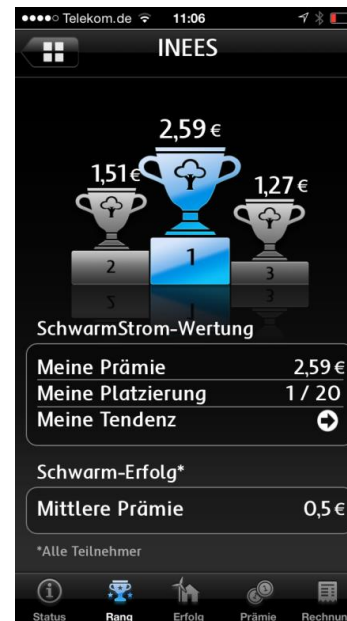 Telekom.de 11:06
INEES
2,59 €
1,51 €
1,27 €
1
2
3
SchwarmStrom-Wertung
Meine Prämie 2,59 €
Meine Platzierung 1 / 20
Meine Tendenz
Schwarm-Erfolg*
Mittlere Prämie 0,5 €
*Alle Teilnehmer
Status Rang Erfolg Prämie Rechnun